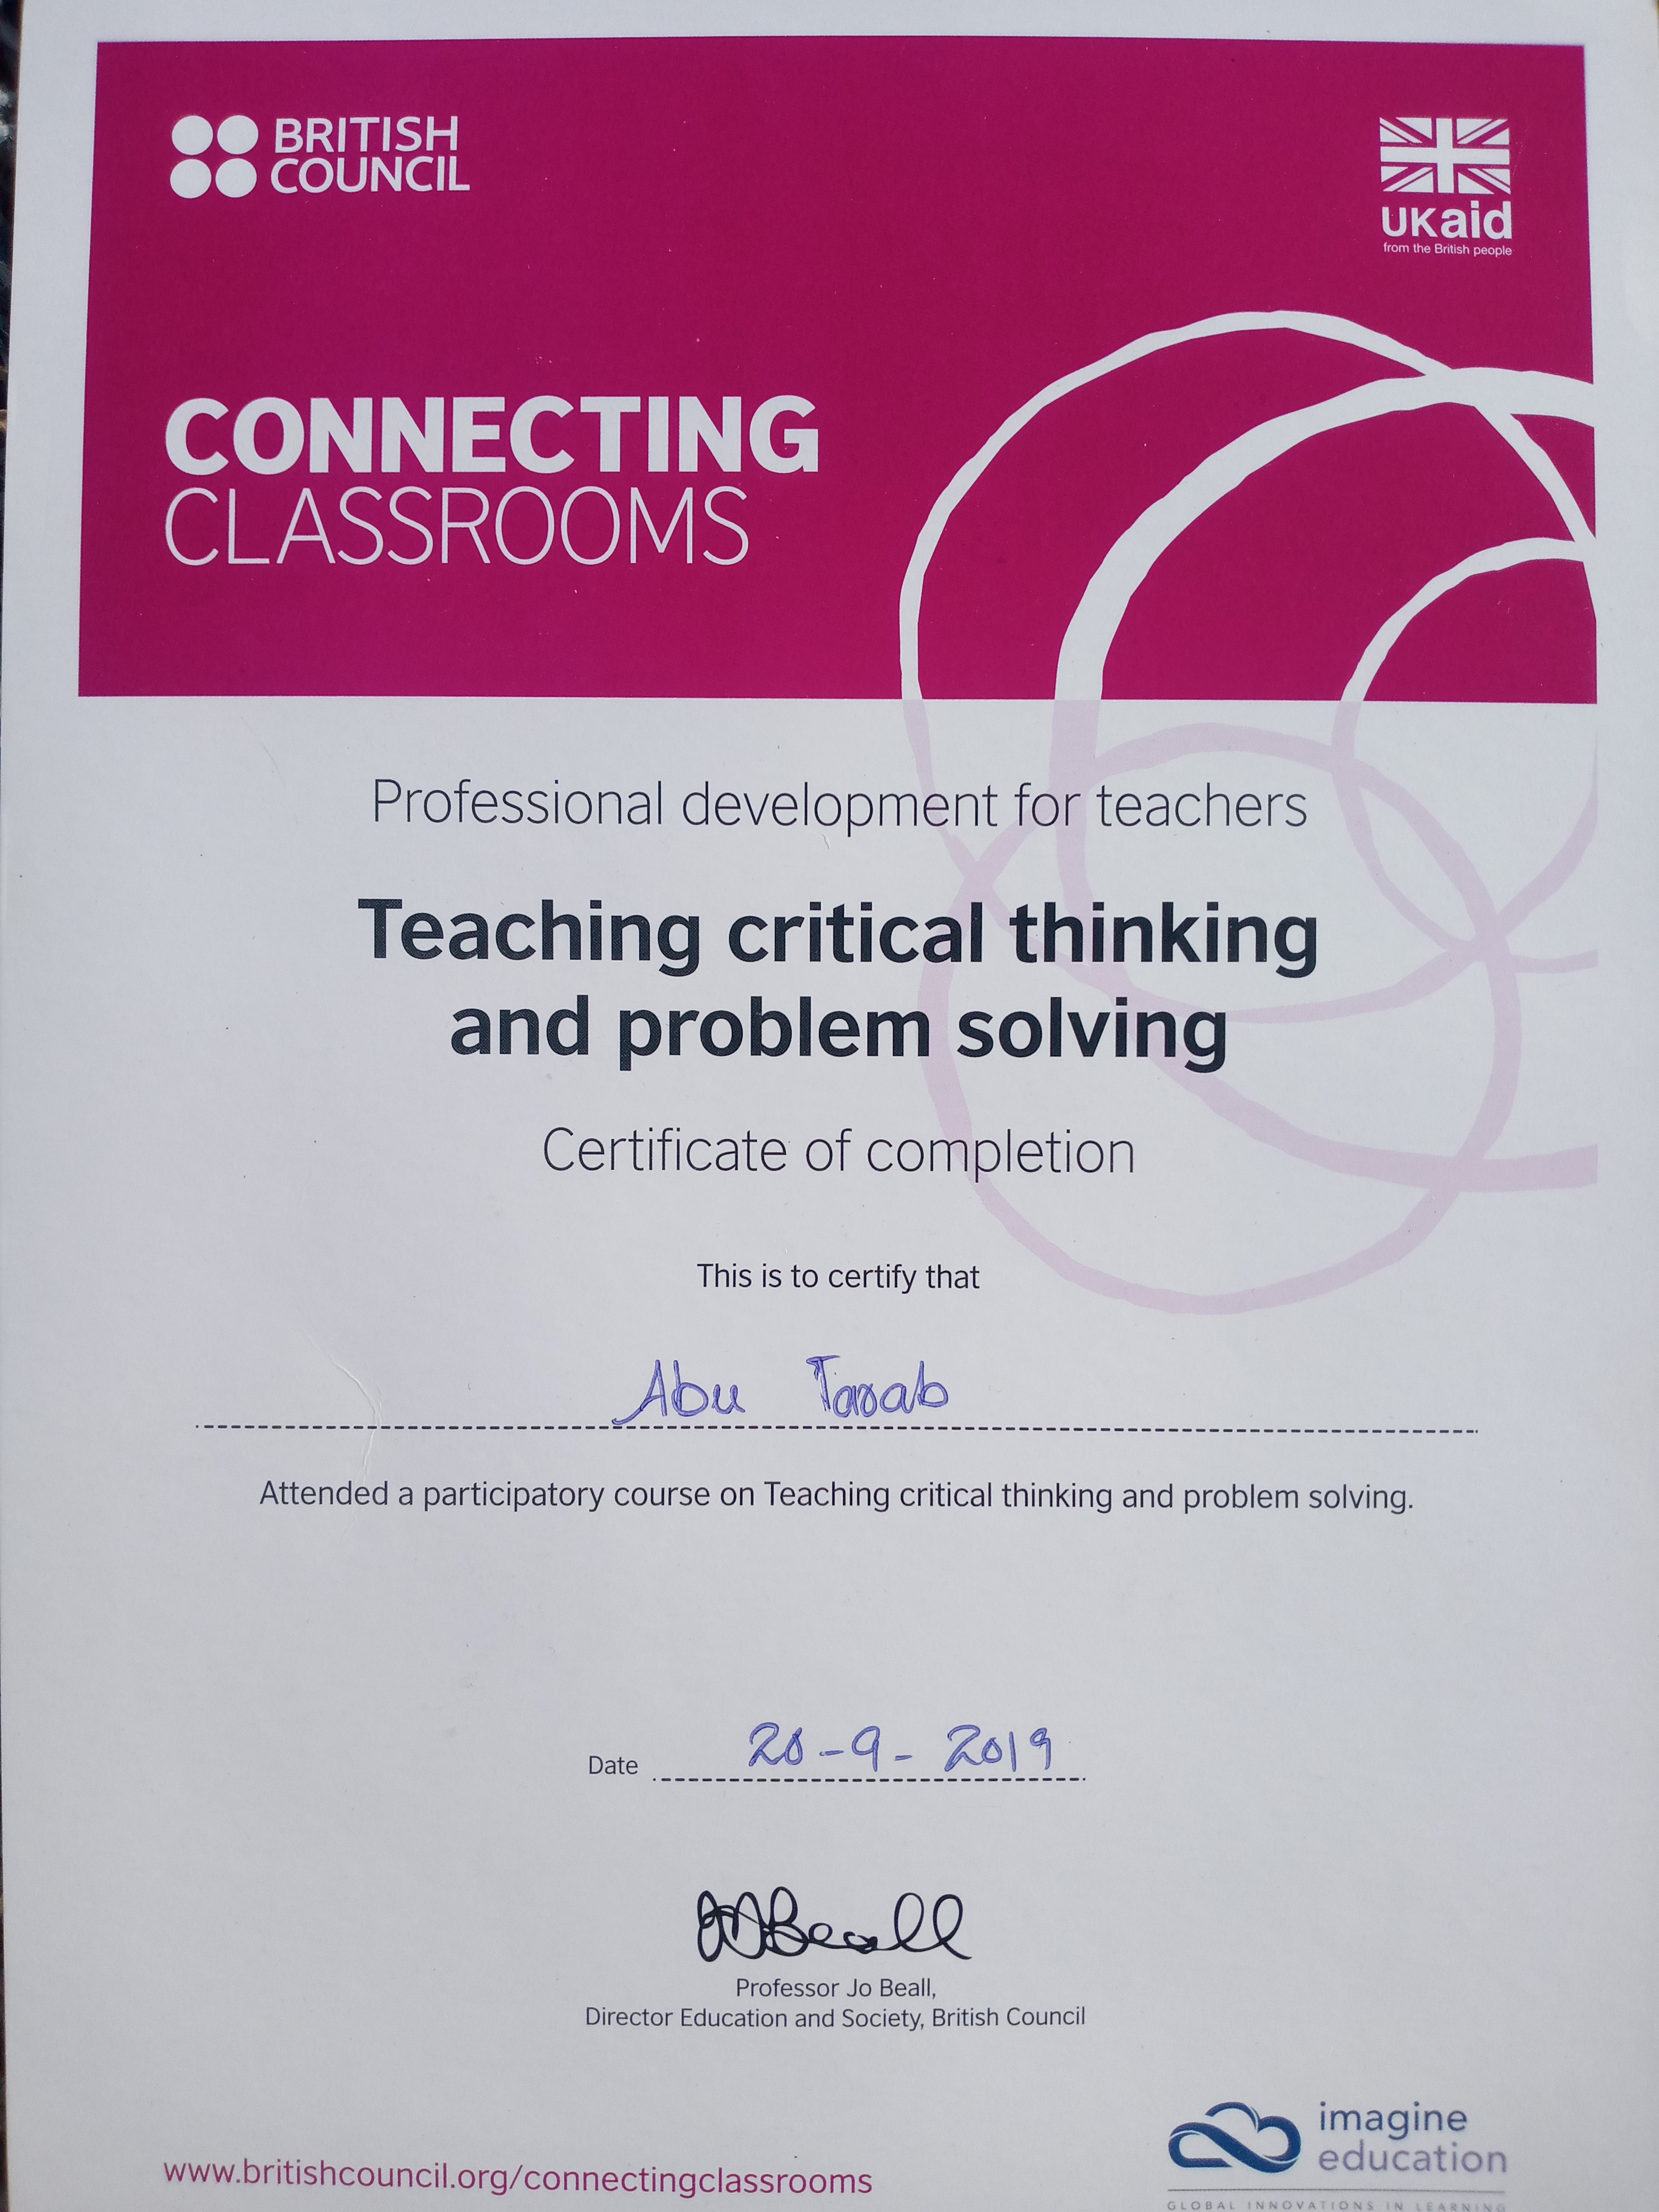 BRITISH
COUNCIL
UKaid
from the British people
CONNECTING
CLASSROOMS
Professional development for teachers
Teaching critical thinking
and problem solving
Certificate of completion
This is to certify that
Abu Tarab
Attended a participatory course on Teaching critical thinking and problem solving.
Date 20-9-2019
JBeall
Professor Jo Beall,
Director Education and Society, British Council
www.britishcouncil.org/connectingclassrooms
imagine
education
GLOBAL INNOVATIONS IN LEARNING